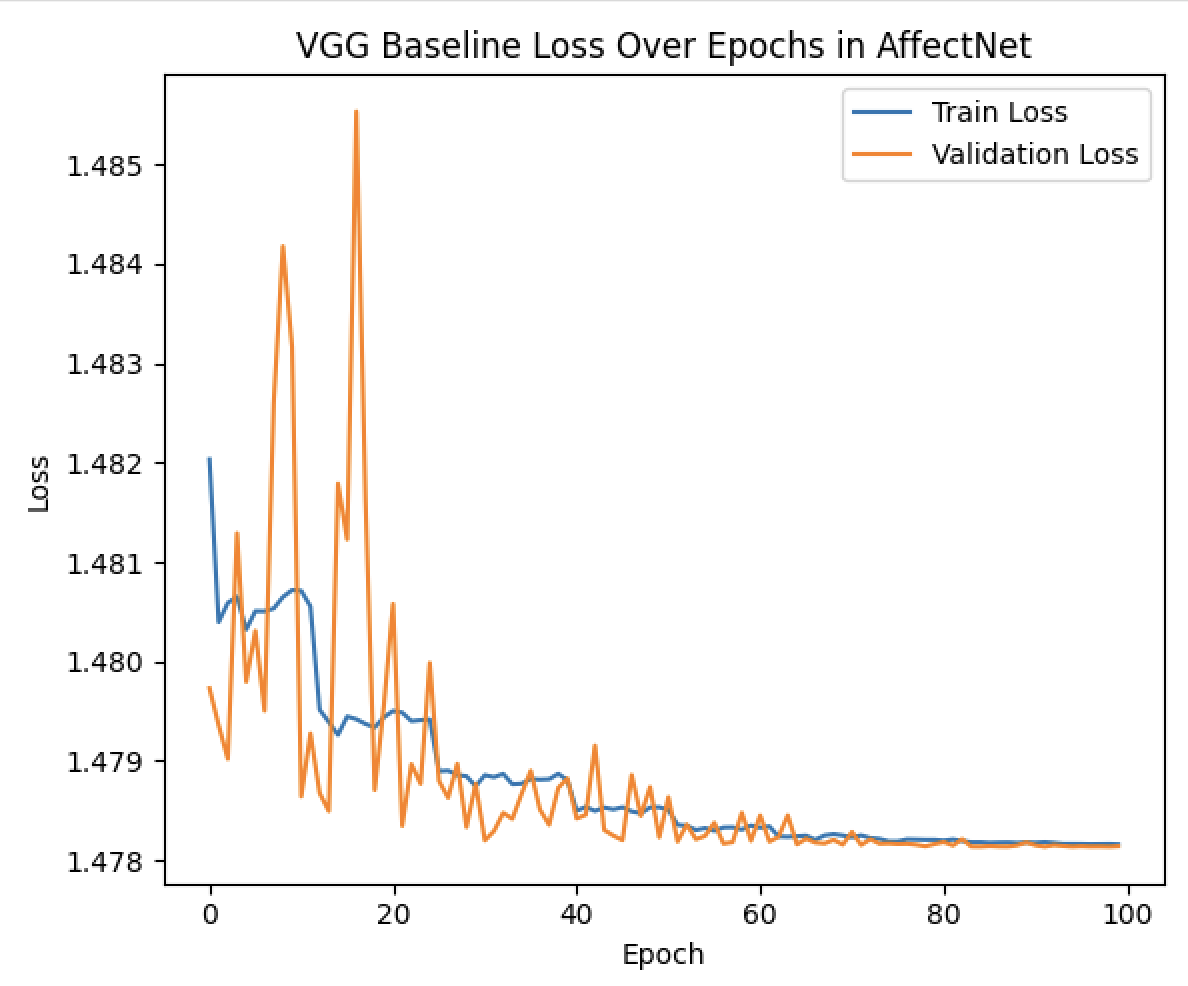 VGG Baseline Loss Over Epochs in AffectNet
Train Loss
Validation Loss
1.485
1.484
1.483
1.482
1.481
1.480
1.479
1.478
Loss
0 20 40 60 80 100
Epoch